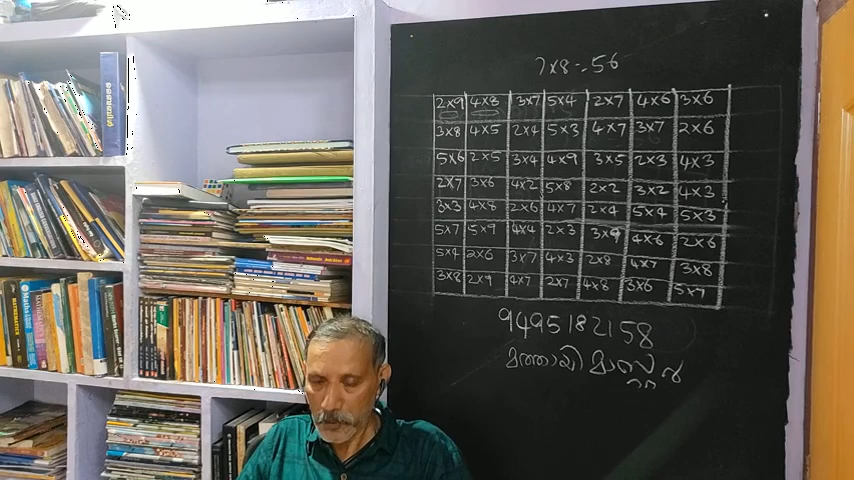 7x8=56
2x9 4x8 3x7 5x4 2x7 4x6 3x6
3x8 4x5 2x4 5x3 4x7 3x7 2x6
5x6 2x5 3x4 4x9 3x5 2x3 4x3
2x7 3x6 4x2 5x8 2x2 3x2 4x3
3x3 4x8 2x6 4x7 2x4 5x4 5x3
5x7 5x9 4x4 2x3 3x9 4x6 2x6
5x4 2x6 3x7 4x3 2x8 4x7 3x8
3x8 2x9 4x7 2x7 4x8 3x6 5x7
9495182158
മത്തായി മാസ്റ്റർ